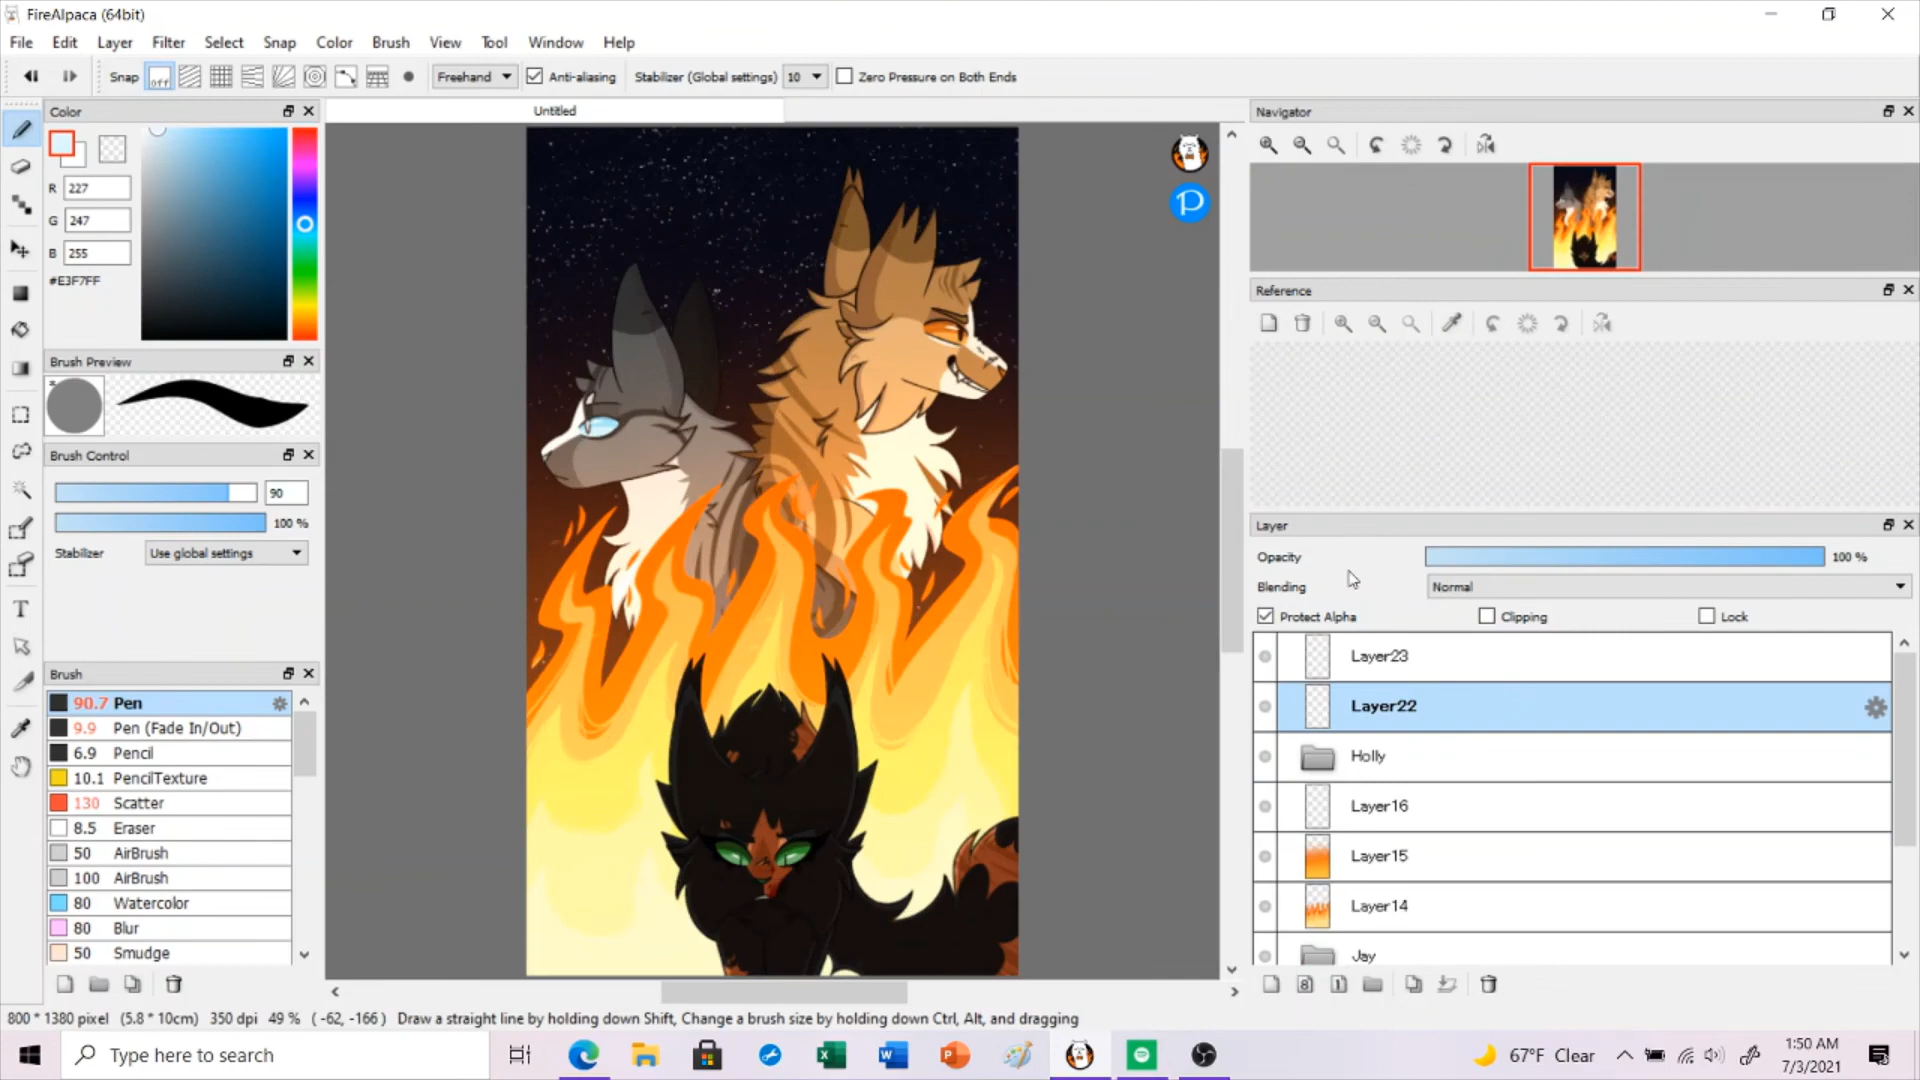 FireAlpaca (64bit)
File Edit Layer Filter Select Snap Color Brush View Tool Window Help
Snap off Freehand Anti-aliasing Stabilizer (Global settings) 10 Zero Pressure on Both Ends
Color
R 227
G 247
B 255
#E3F7FF
Brush Preview
Brush Control
90
100 %
Stabilizer Use global settings
Brush
90.7 Pen
9.9 Pen (Fade In/Out)
6.9 Pencil
10.1 PencilTexture
130 Scatter
8.5 Eraser
50 AirBrush
100 AirBrush
80 Watercolor
80 Blur
50 Smudge
Untitled
Navigator
Reference
Layer
Opacity 100 %
Blending Normal
Protect Alpha Clipping Lock
Layer23
Layer22
Holly
Layer16
Layer15
Layer14
Jay
800 * 1380 pixel (5.8 * 10cm) 350 dpi 49 % ( -62, -166 ) Draw a straight line by holding down Shift, Change a brush size by holding down Ctrl, Alt, and dragging
Type here to search
67°F Clear
1:50 AM
7/3/2021